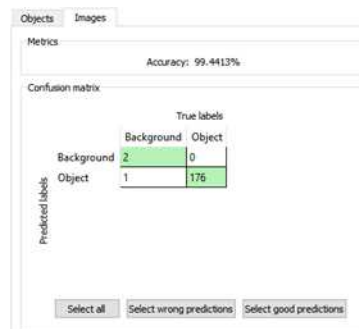 Objects Images
Metrics
Accuracy: 99.4413%
Confusion matrix
True labels
Background Object
Background 2 0
Object 1 176
Predicted labels
Select all Select wrong predictions Select good predictions